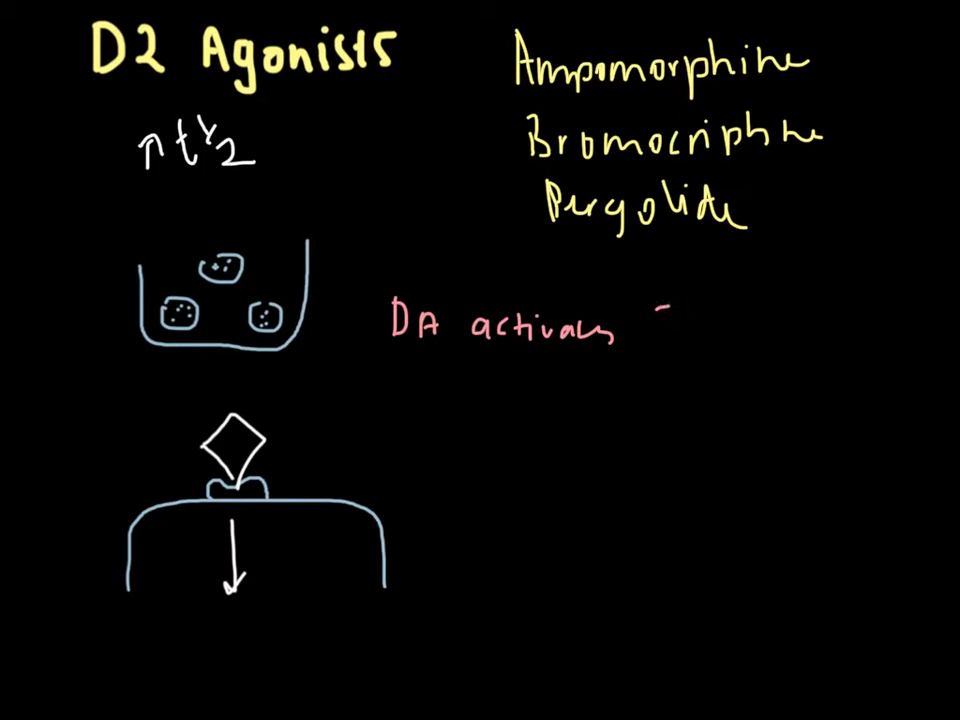 D2 Agonists
↑ t½
Ampomorphine
Bromocriptine
Pergolide
DA activates